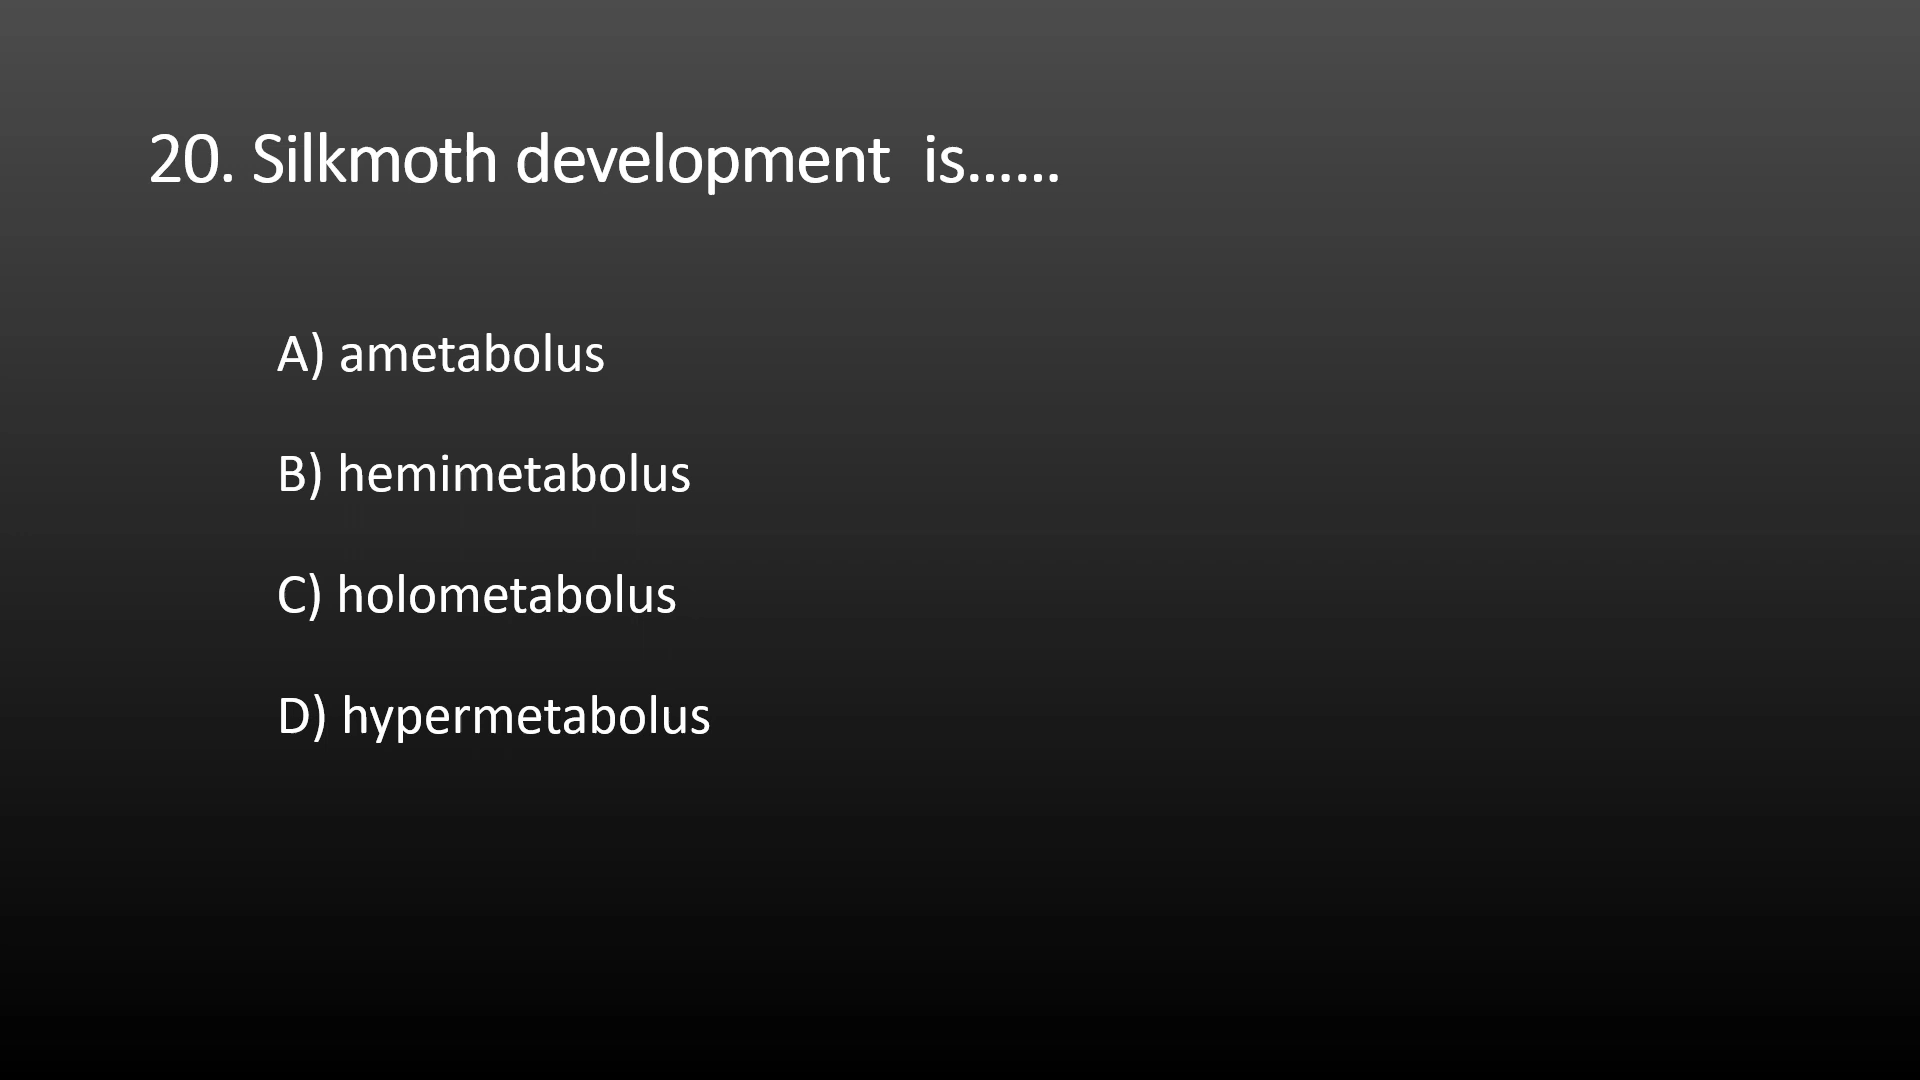 20. Silkmoth development  is......
A) ametabolus
B) hemimetabolus
C) holometabolus
D) hypermetabolus